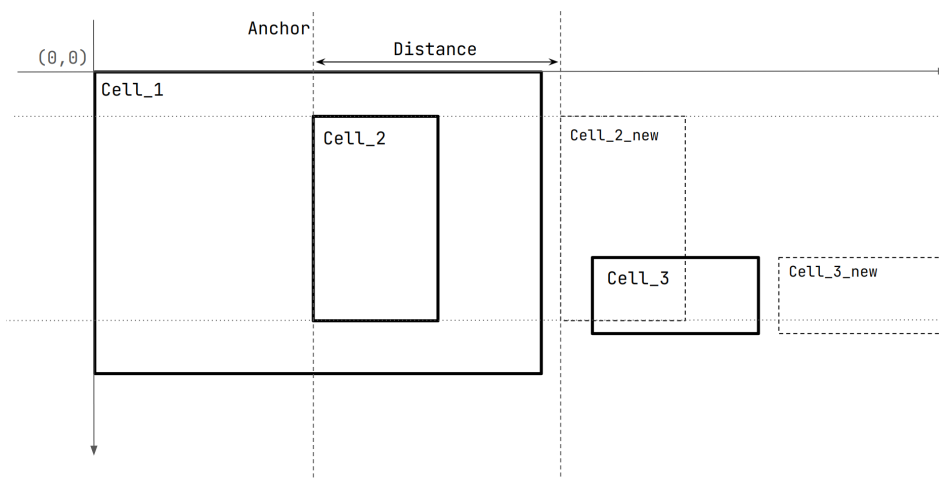 Anchor
Distance
(0,0)
Cell_1
Cell_2
Cell_2_new
Cell_3
Cell_3_new